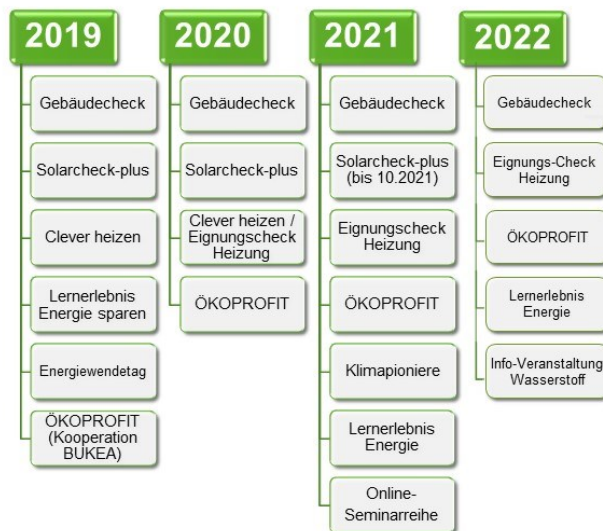 2019
Gebäudecheck
Solarcheck-plus
Clever heizen
Lernerlebnis
Energie sparen
Energiewendetag
ÖKOPROFIT
(Kooperation
BUKEA)
2020
Gebäudecheck
Solarcheck-plus
Clever heizen /
Eignungscheck
Heizung
ÖKOPROFIT
2021
Gebäudecheck
Solarcheck-plus
(bis 10.2021)
Eignungscheck
Heizung
ÖKOPROFIT
Klimapioniere
Lernerlebnis
Energie
Online-
Seminarreihe
2022
Gebäudecheck
Eignungs-Check
Heizung
ÖKOPROFIT
Lernerlebnis
Energie
Info-Veranstaltung
Wasserstoff